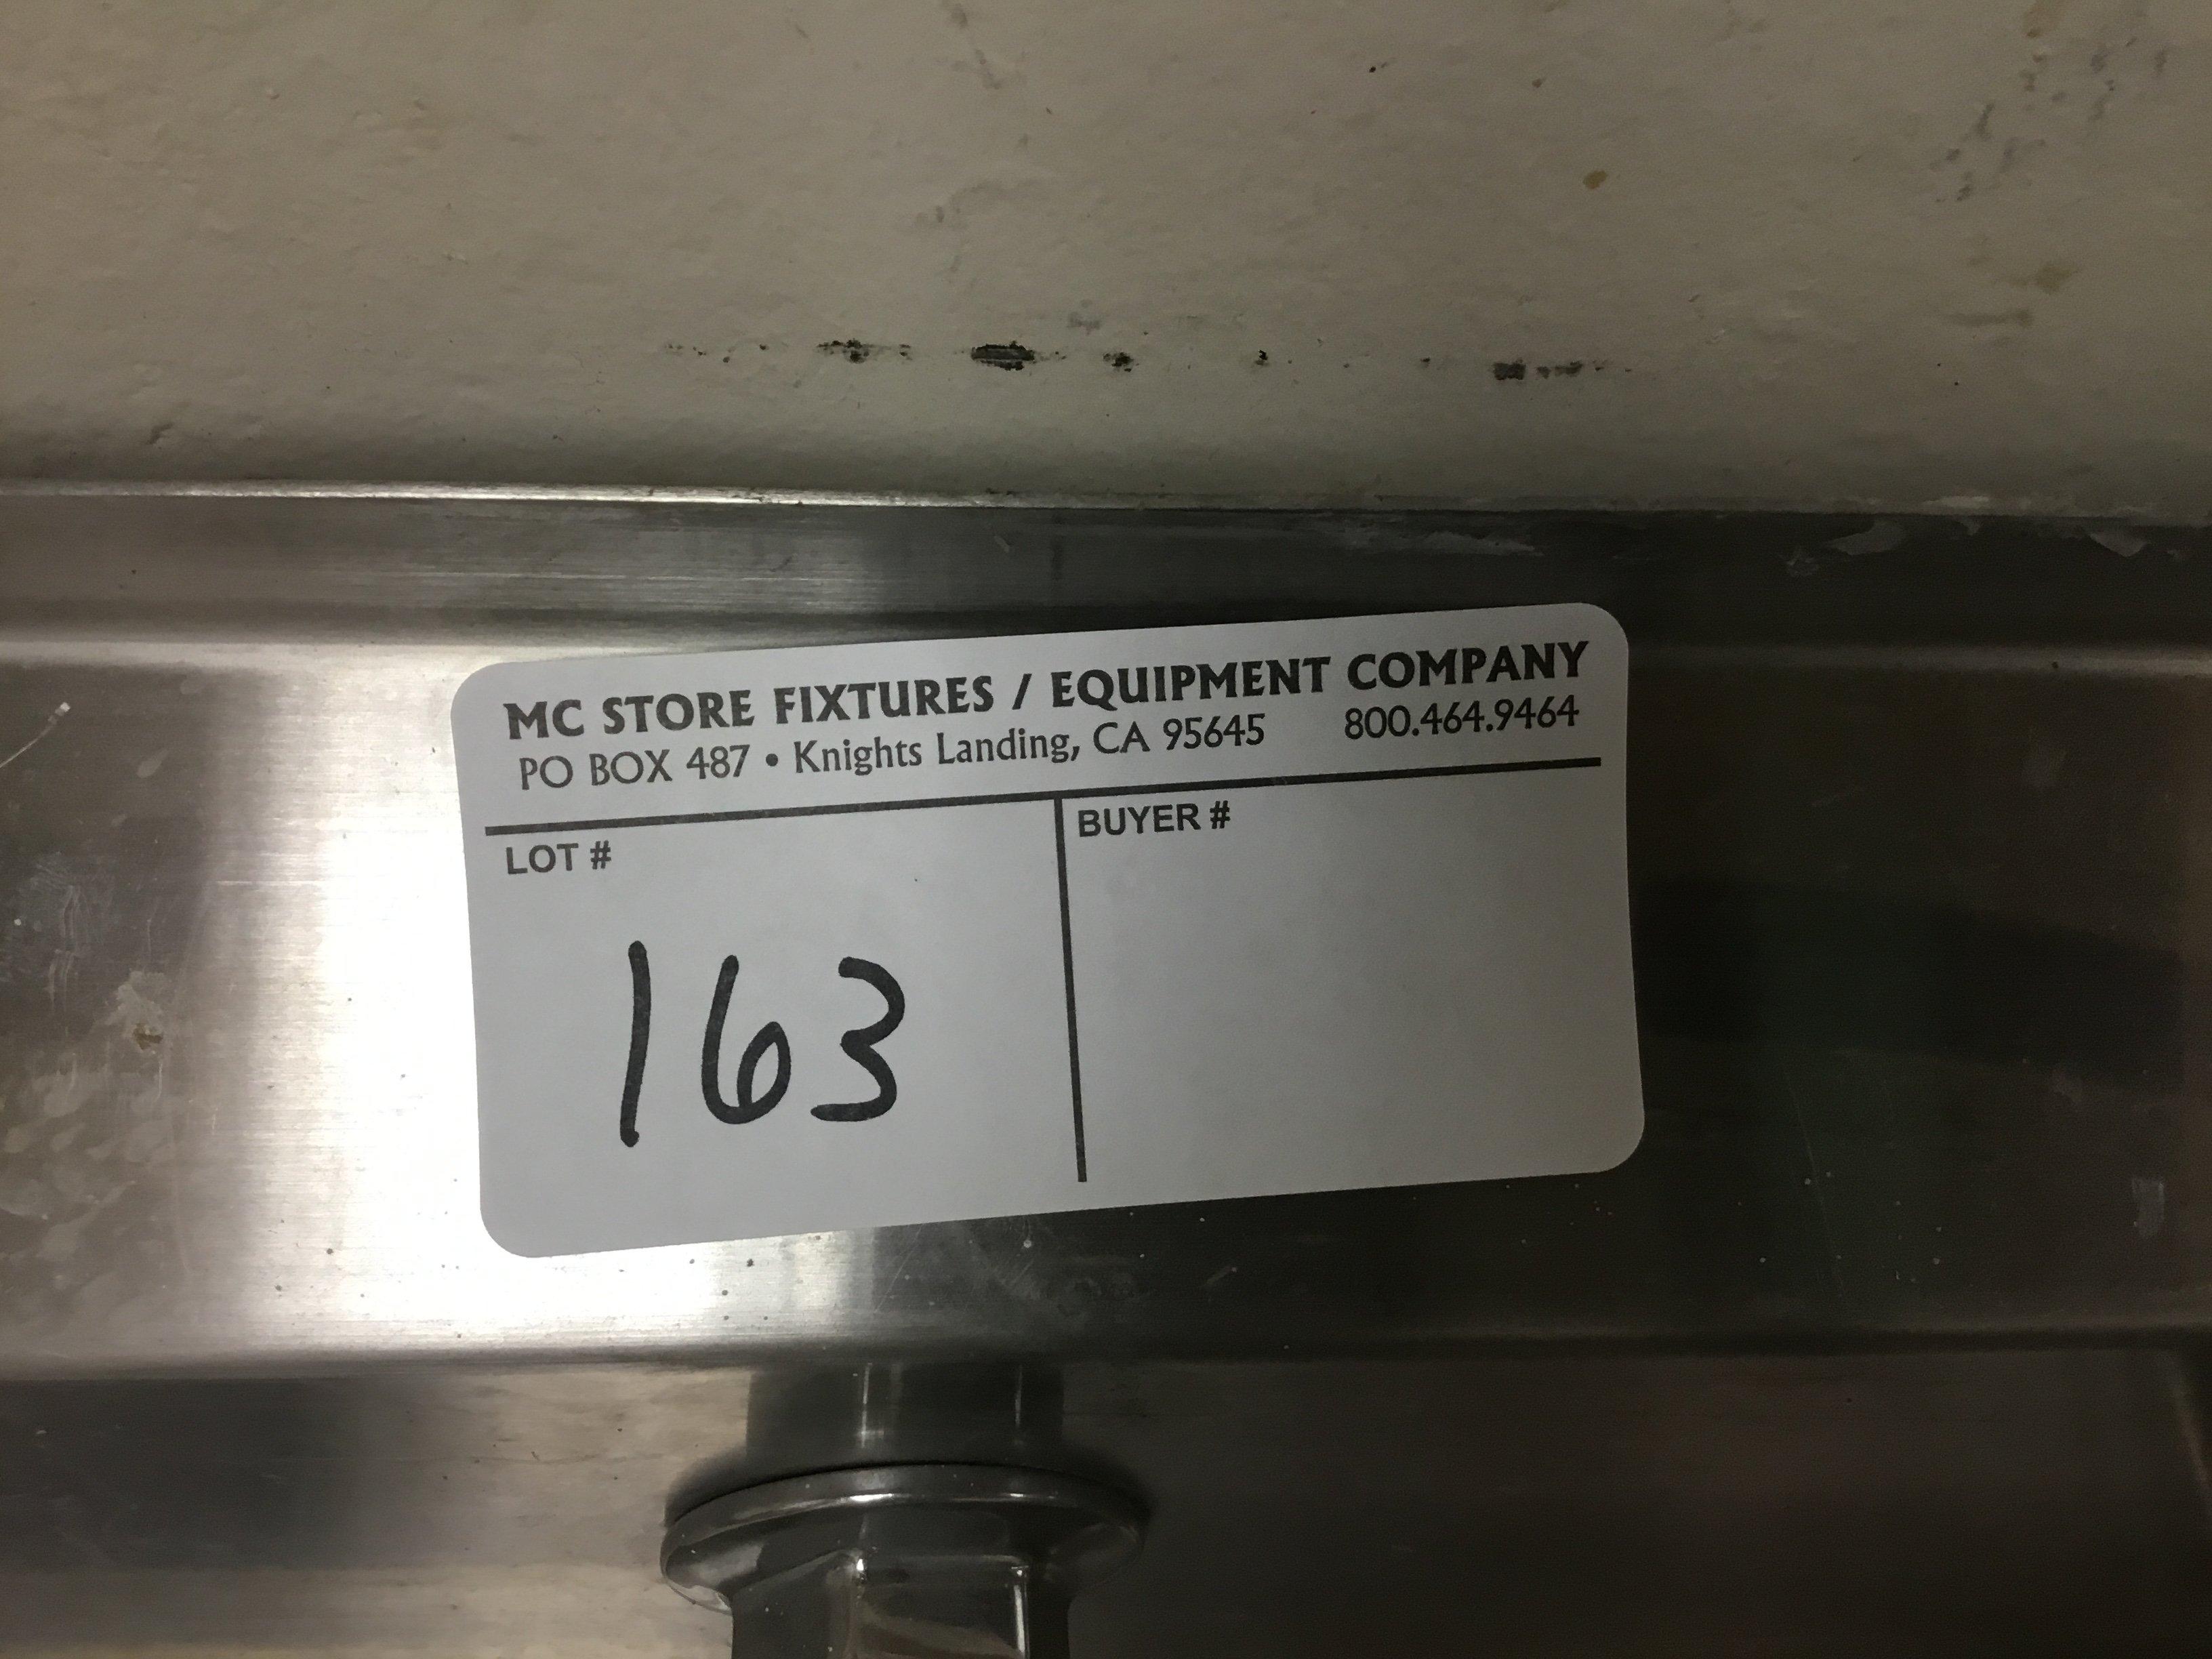 MC STORE FIXTURES / EQUIPMENT COMPANY
PO BOX 487 • Knights Landing, CA 95645 800.464.9464
LOT # BUYER #
163